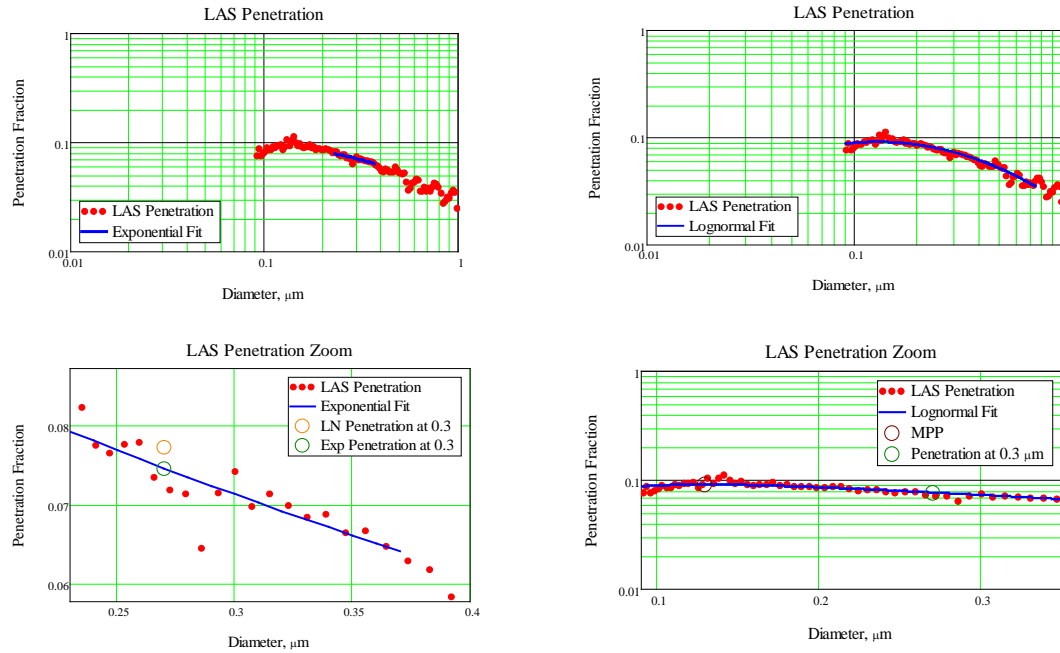 LAS Penetration
1
0.1
0.01
Penetration Fraction
LAS Penetration
Exponential Fit
0.01
0.1
1
Diameter, μm
LAS Penetration
1
0.1
0.01
Penetration Fraction
LAS Penetration
Lognormal Fit
0.01
0.1
Diameter, μm
LAS Penetration Zoom
0.08
0.07
0.06
Penetration Fraction
LAS Penetration
Exponential Fit
LN Penetration at 0.3
Exp Penetration at 0.3
0.25
0.3
0.35
0.4
Diameter, μm
LAS Penetration Zoom
1
0.1
0.01
Penetration Fraction
LAS Penetration
Lognormal Fit
MPP
Penetration at 0.3 μm
0.1
0.2
0.3
Diameter, μm